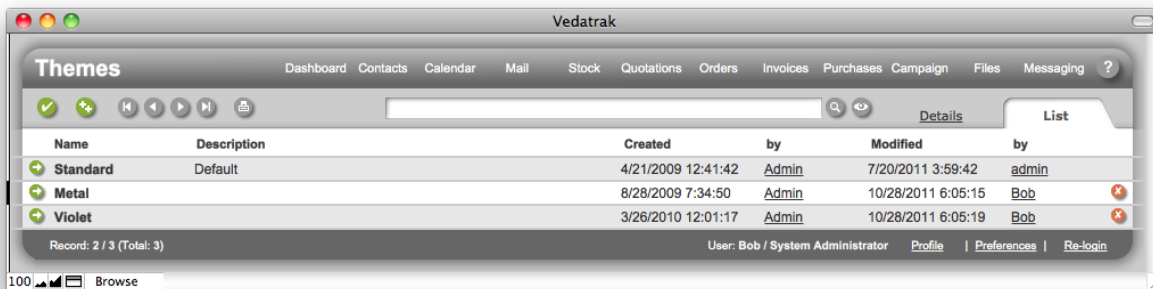 Vedatrak
Themes Dashboard Contacts Calendar Mail Stock Quotations Orders Invoices Purchases Campaign Files Messaging ?
Details List
Name Description Created by Modified by
Standard Default 4/21/2009 12:41:42 Admin 7/20/2011 3:59:42 admin
Metal 8/28/2009 7:34:50 Admin 10/28/2011 6:05:15 Bob
Violet 3/26/2010 12:01:17 Admin 10/28/2011 6:05:19 Bob
Record: 2 / 3 (Total: 3) User: Bob / System Administrator Profile | Preferences | Re-login
100 Browse